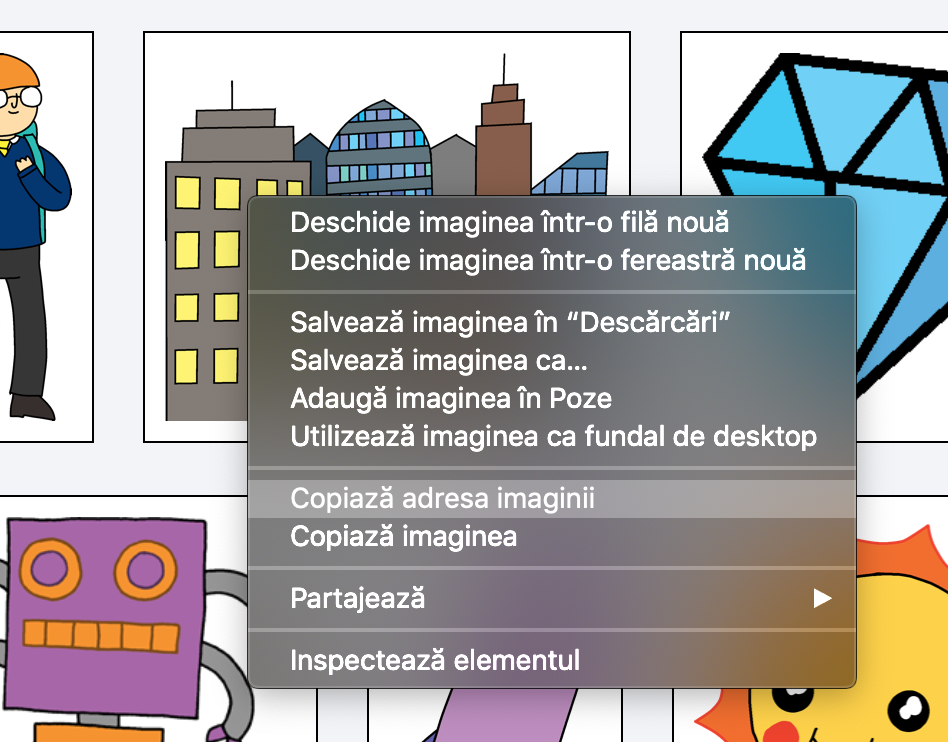 Deschide imaginea într-o filă nouă
Deschide imaginea într-o fereastră nouă
Salvează imaginea în “Descărcări”
Salvează imaginea ca...
Adaugă imaginea în Poze
Utilizează imaginea ca fundal de desktop
Copiază adresa imaginii
Copiază imaginea
Partajează
Inspectează elementul